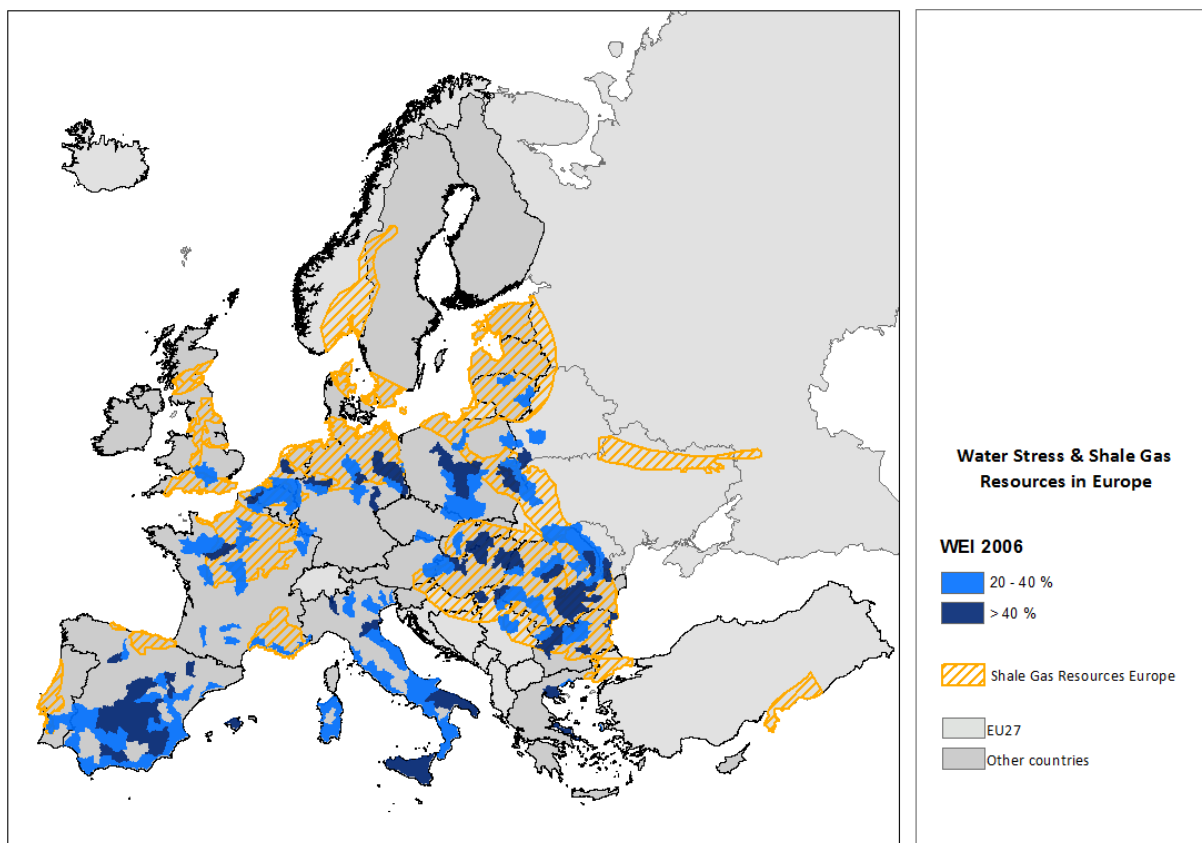 Water Stress & Shale Gas
Resources in Europe
WEI 2006
20 - 40 %
> 40 %
Shale Gas Resources Europe
EU27
Other countries